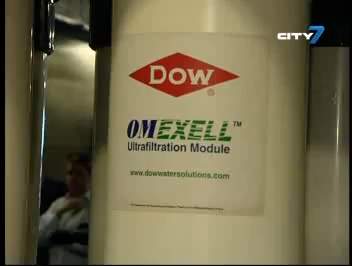 CITY7
DOW
®
OMEXELL™
Ultrafiltration Module
www.dowwatersolutions.com